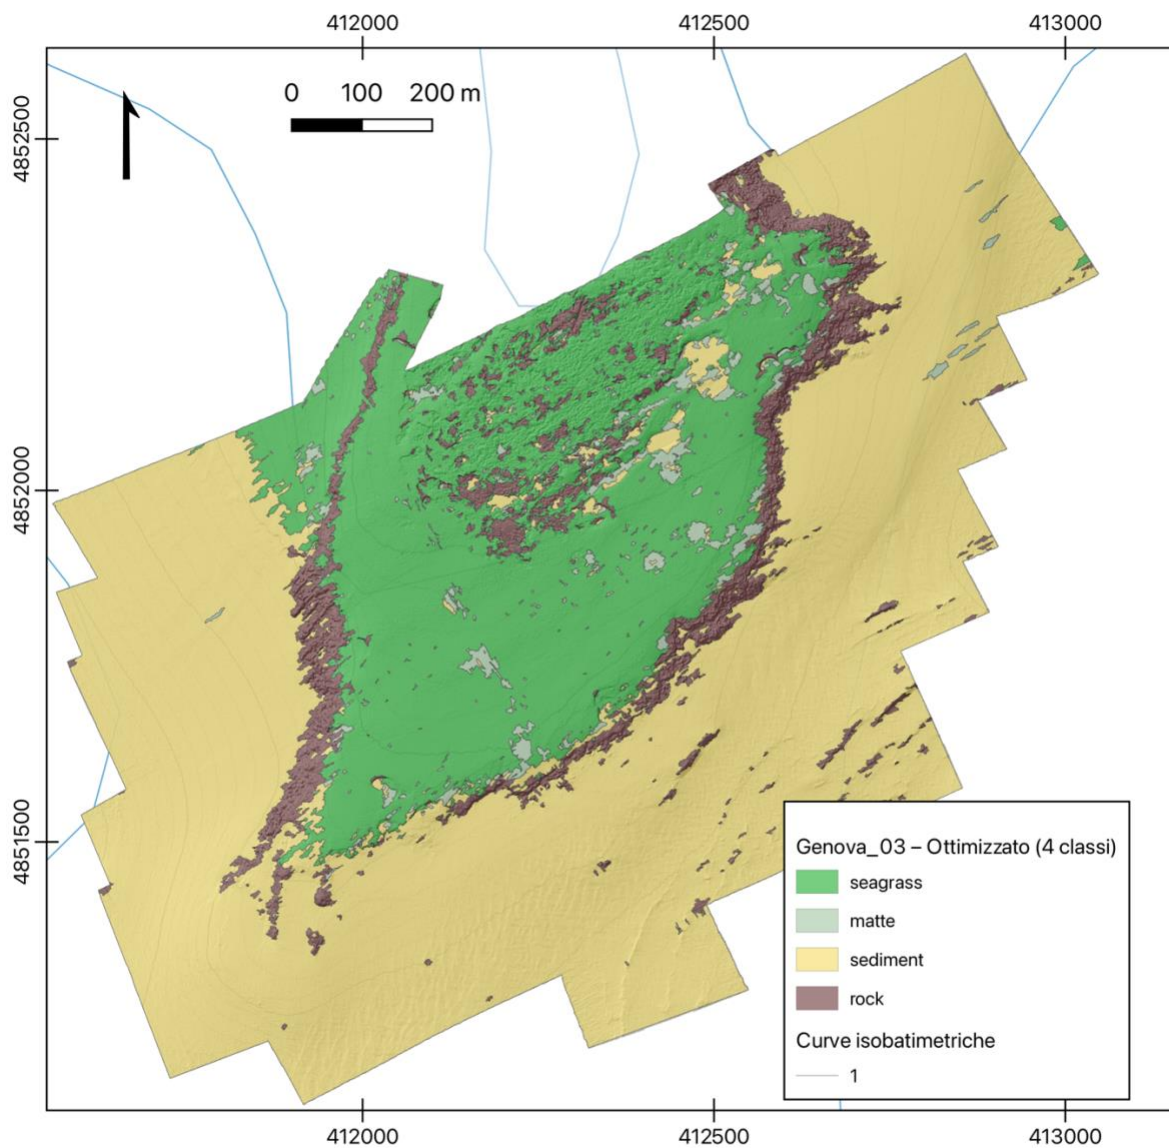 412000 412500 413000
0 100 200 m
4852500
4852000
4851500
Genova_03 – Ottimizzato (4 classi)
seagrass
matte
sediment
rock
Curve isobatimetriche
1
412000 412500 413000